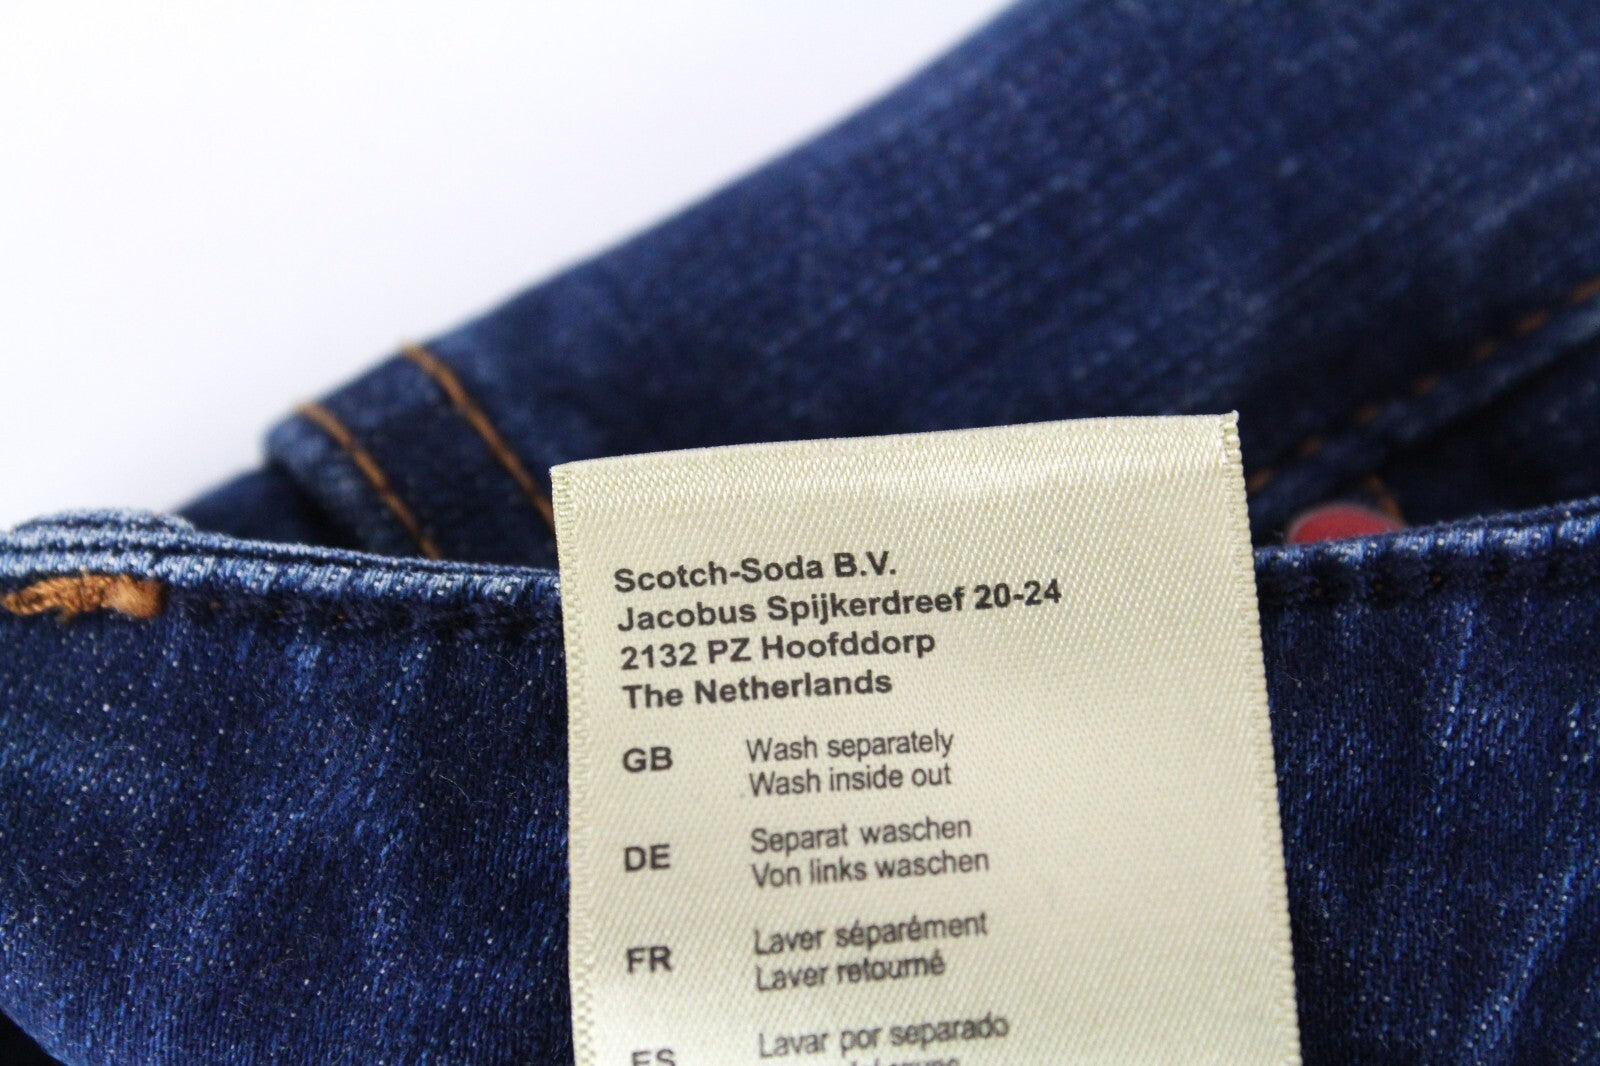 Scotch-Soda B.V.
Jacobus Spijkerdreef 20-24
2132 PZ Hoofddorp
The Netherlands
GB Wash separately
Wash inside out
DE Separat waschen
Von links waschen
FR Laver séparément
Laver retourné
ES Lavar por separado